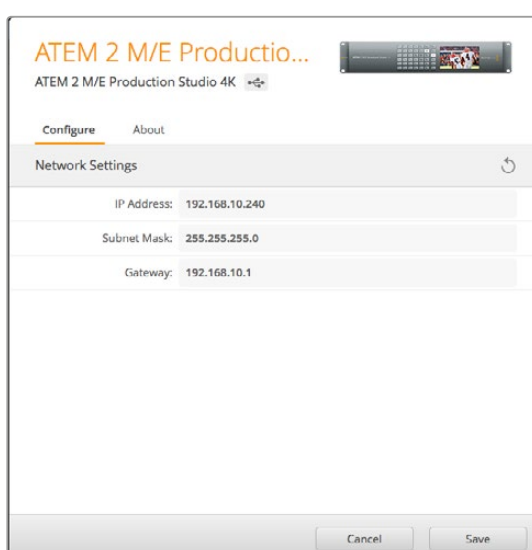 ATEM 2 M/E Productio...
ATEM 2 M/E Production Studio 4K
Configure About
Network Settings
IP Address: 192.168.10.240
Subnet Mask: 255.255.255.0
Gateway: 192.168.10.1
Cancel Save